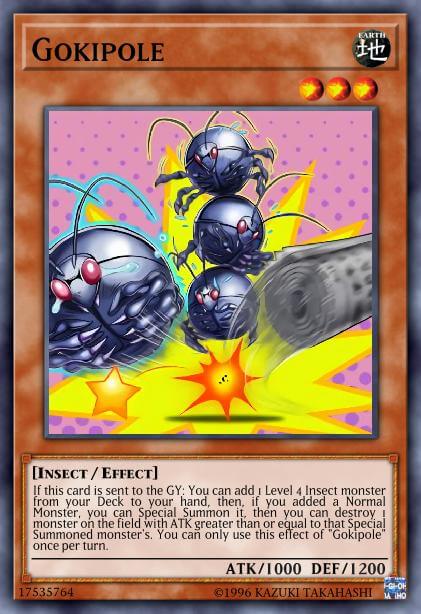 GOKIPOLE
EARTH
地
[INSECT / EFFECT]
If this card is sent to the GY: You can add 1 Level 4 Insect monster
from your Deck to your hand, then, if you added a Normal
Monster, you can Special Summon it, then you can destroy 1
monster on the field with ATK greater than or equal to that Special
Summoned monster's. You can only use this effect of "Gokipole"
once per turn.
ATK/1000 DEF/1200
17535764
©1996 KAZUKI TAKAHASHI